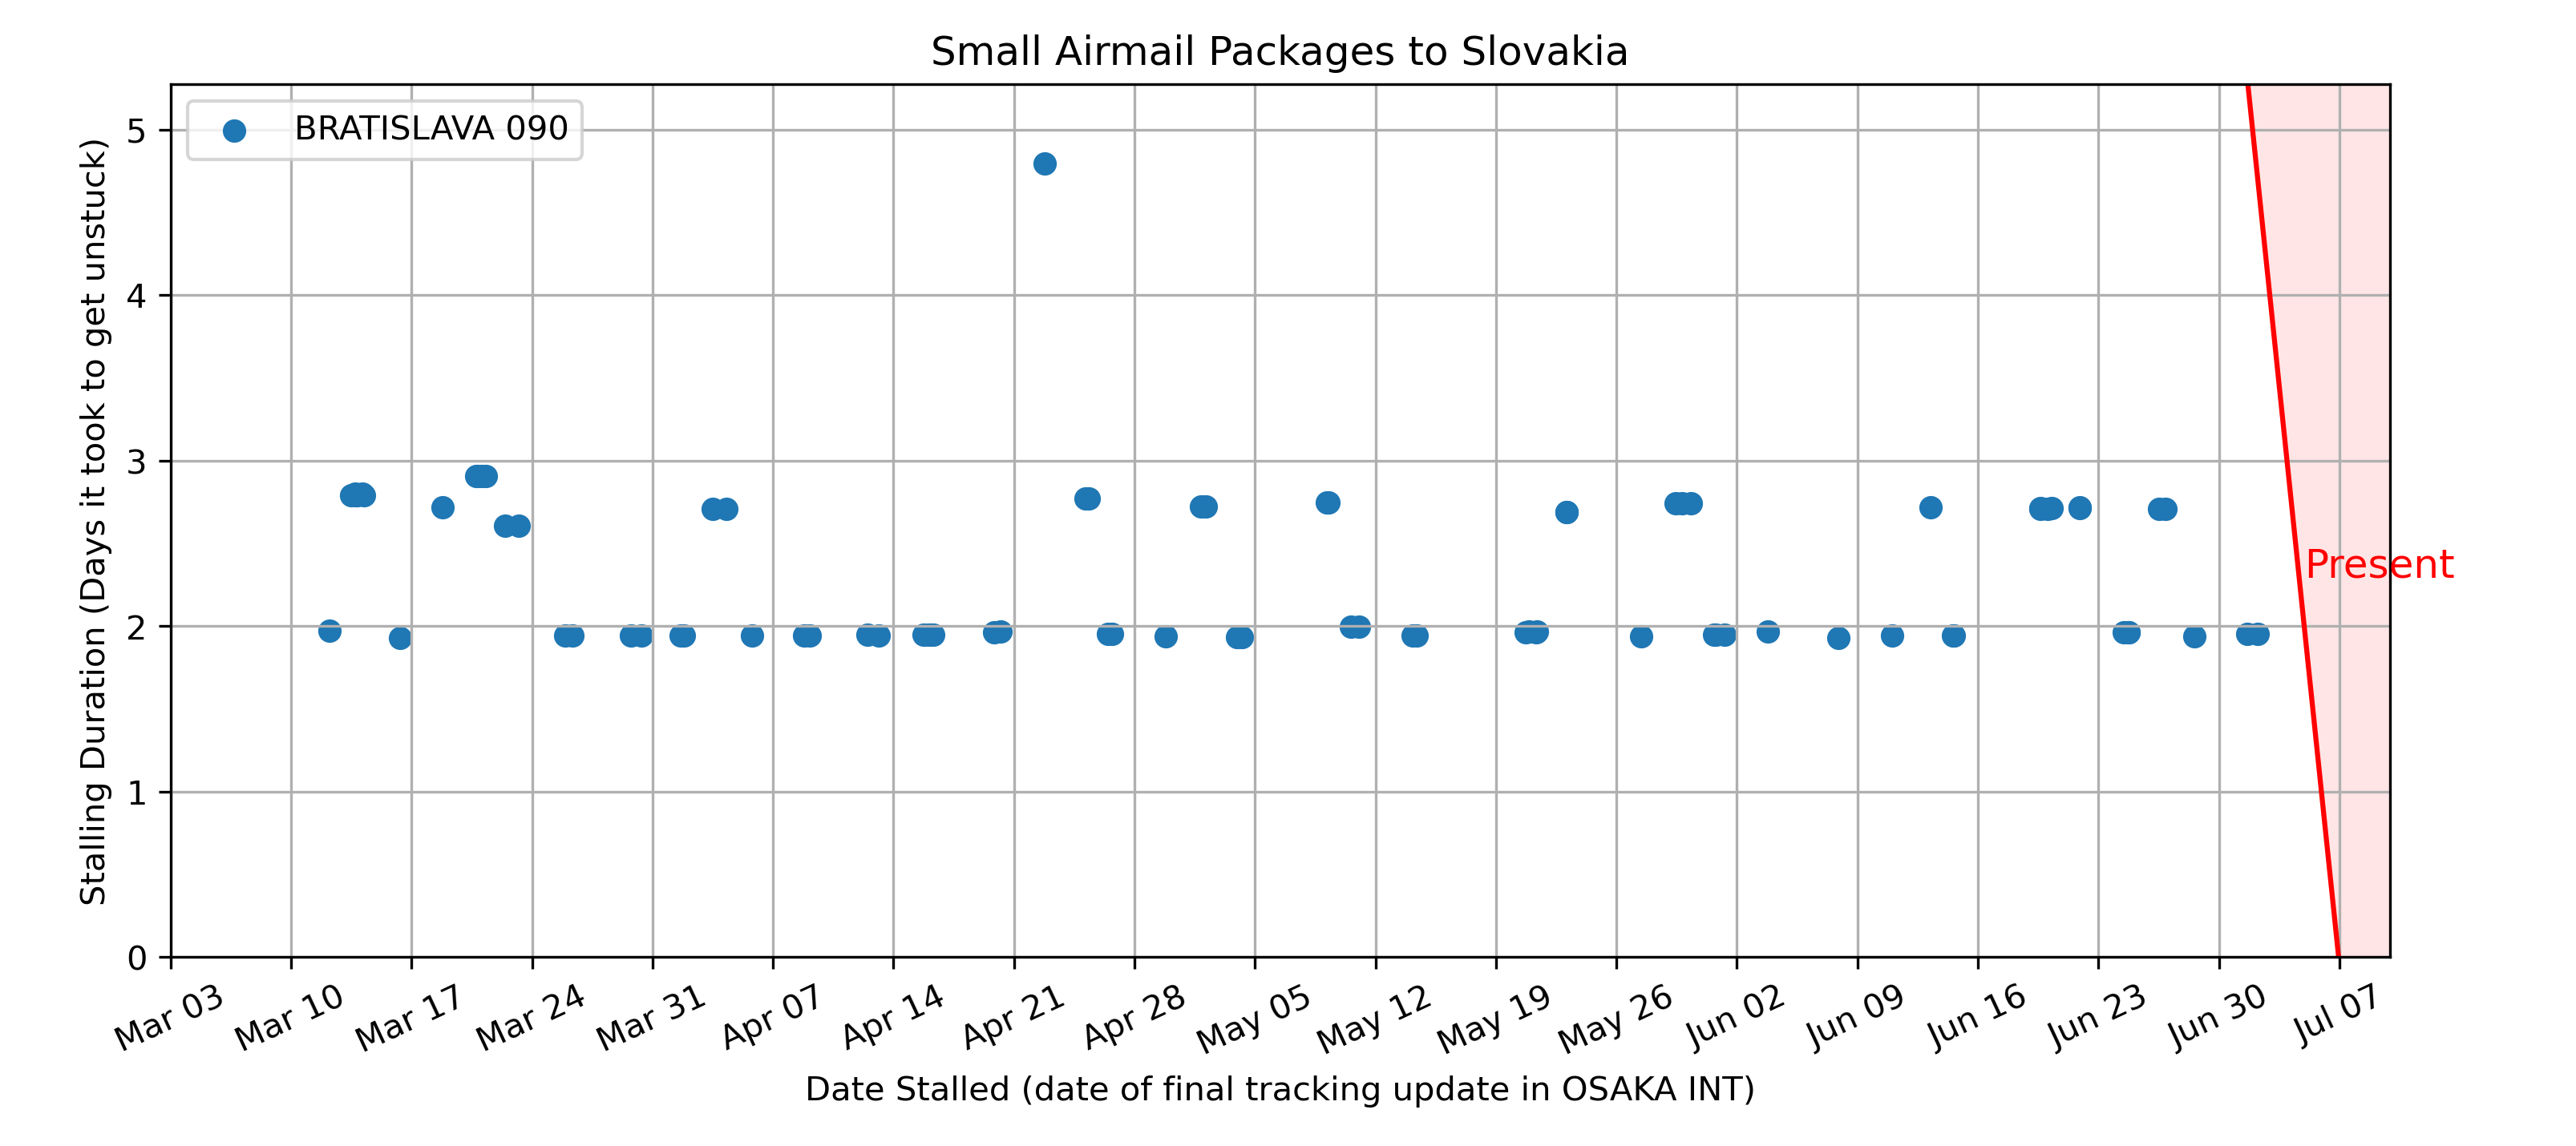 Small Airmail Packages to Slovakia
BRATISLAVA 090
Stalling Duration (Days it took to get unstuck)
5
4
3
2
1
0
Present
Mar 03
Mar 10
Mar 17
Mar 24
Mar 31
Apr 07
Apr 14
Apr 21
Apr 28
May 05
May 12
May 19
May 26
Jun 02
Jun 09
Jun 16
Jun 23
Jun 30
Jul 07
Date Stalled (date of final tracking update in OSAKA INT)